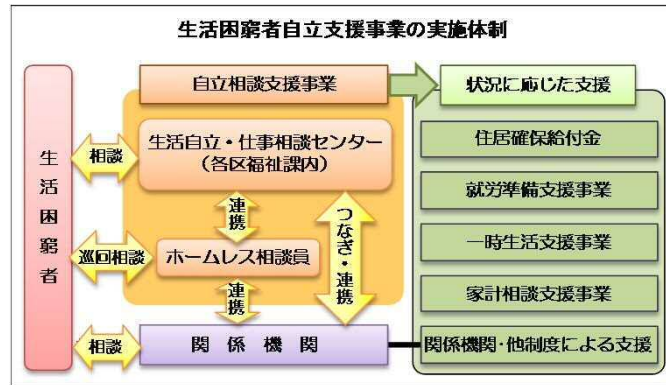 生活困窮者自立支援事業の実施体制
生活困窮者
自立相談支援事業
状況に応じた支援
相談
生活自立・仕事相談センター
(各区福祉課内)
住居確保給付金
就労準備支援事業
連携
つなぎ・連携
巡回相談
ホームレス相談員
一時生活支援事業
連携
家計相談支援事業
相談
関係機関
関係機関・他制度による支援